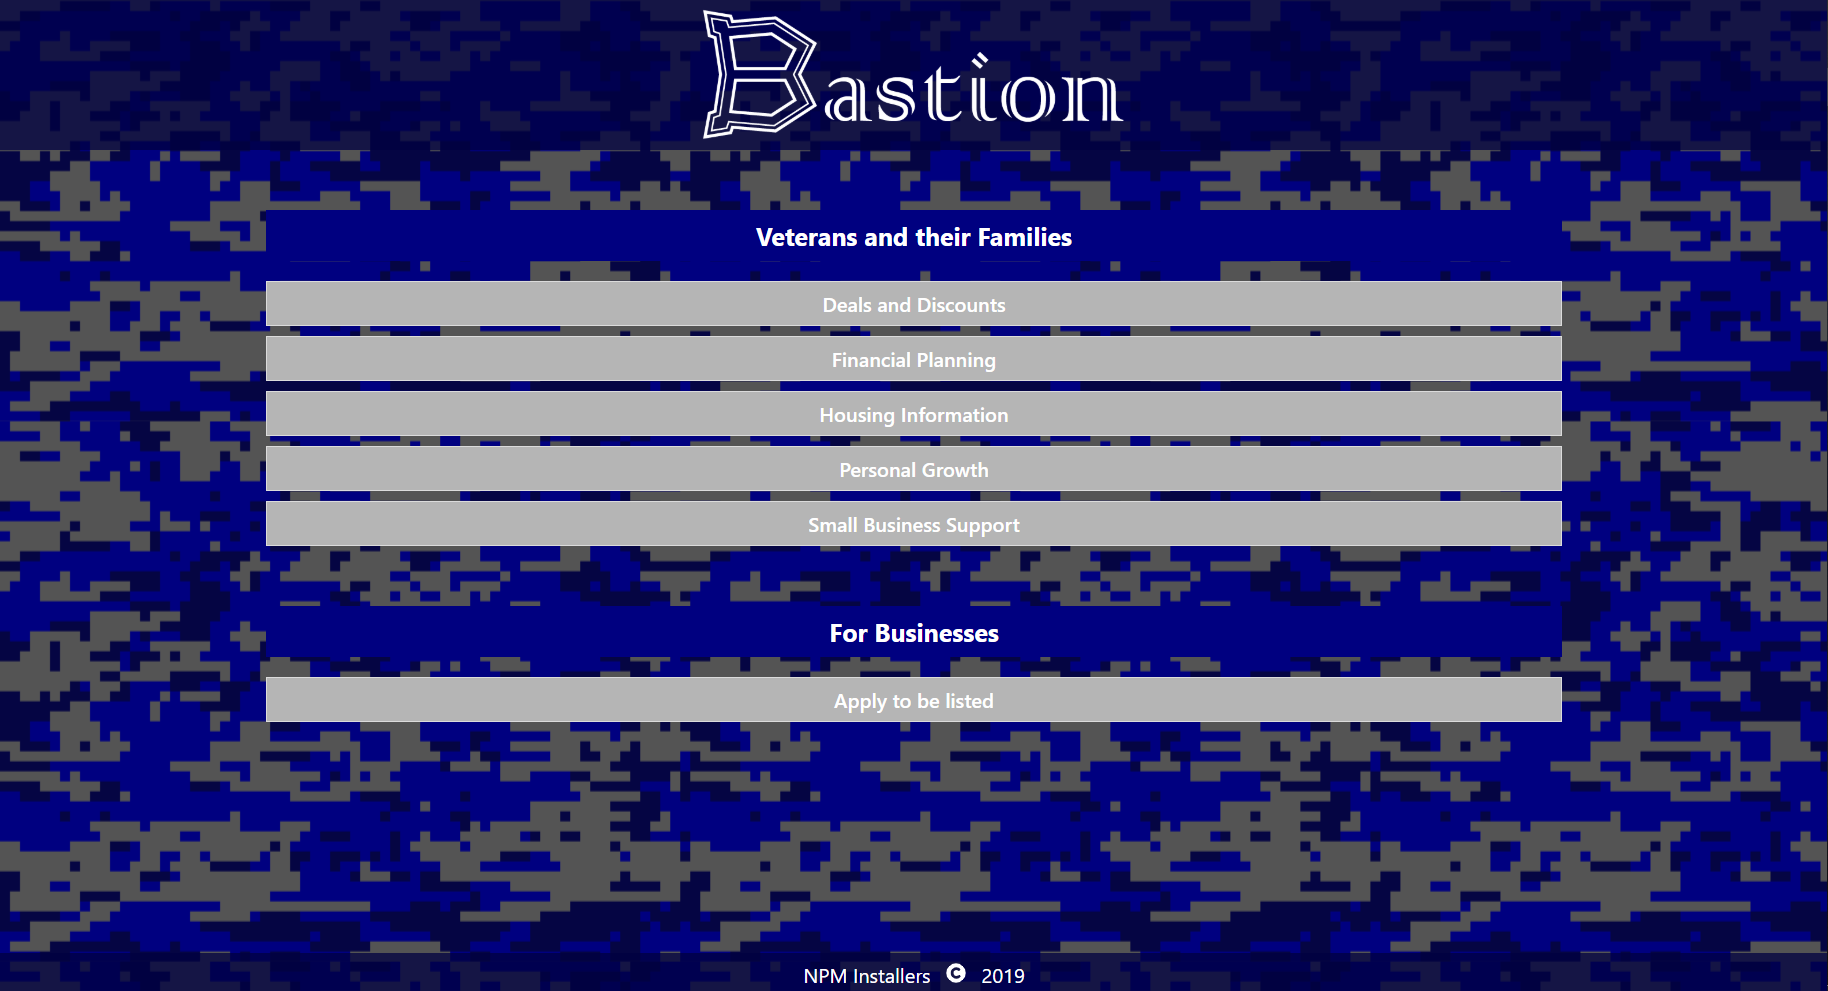 Bastion
Veterans and their Families
Deals and Discounts
Financial Planning
Housing Information
Personal Growth
Small Business Support
For Businesses
Apply to be listed
NPM Installers © 2019